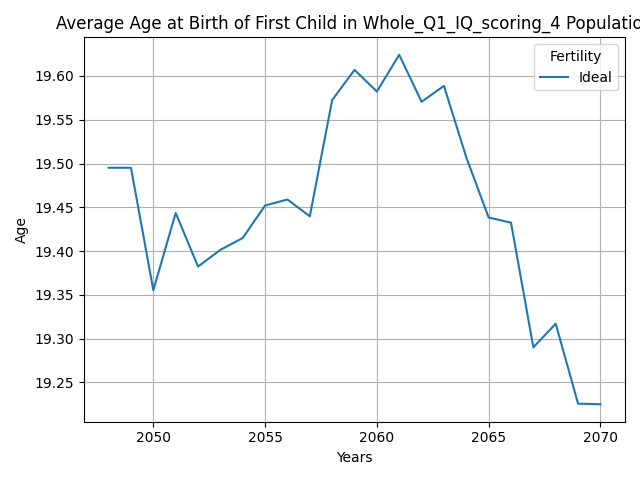 Average Age at Birth of First Child in Whole_Q1_IQ_scoring_4 Populatio
Fertility
Ideal
19.60
19.55
19.50
19.45
19.40
19.35
19.30
19.25
Age
2050 2055 2060 2065 2070
Years